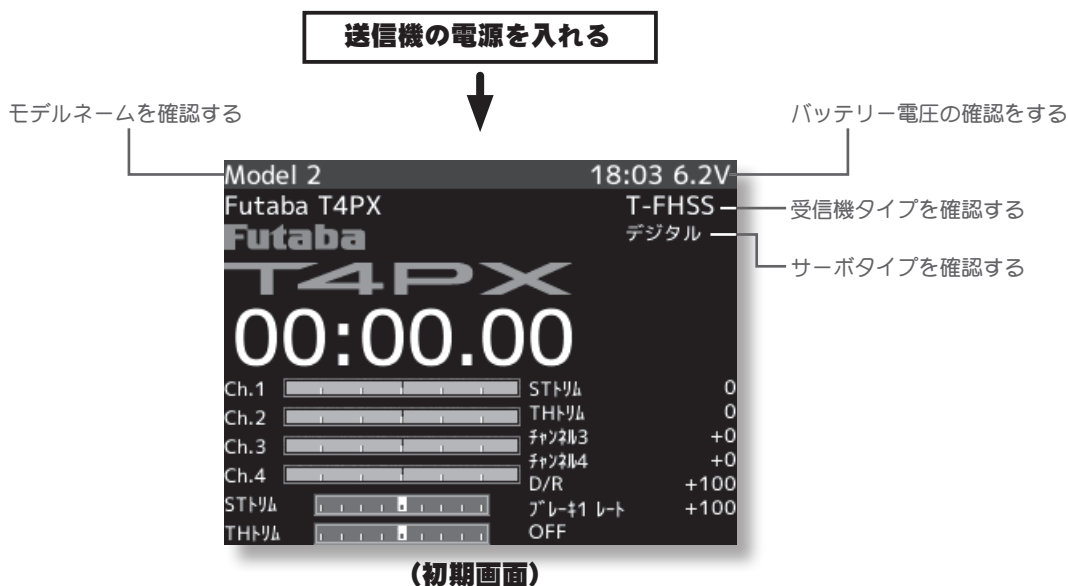 送信機の電源を入れる
モデルネームを確認する
バッテリー電圧の確認をする
Model 2 18:03 6.2V
Futaba T4PX T-FHSS
受信機タイプを確認する
Futaba デジタル
サーボタイプを確認する
T4PX
00:00.00
Ch.1 STﾄﾘﾑ 0
Ch.2 THﾄﾘﾑ 0
Ch.3 ﾁｬﾝﾈﾙ3 +0
Ch.4 ﾁｬﾝﾈﾙ4 +0
D/R +100
STﾄﾘﾑ ﾌﾞﾚｰｷ1 ﾚｰﾄ +100
THﾄﾘﾑ OFF
(初期画面)